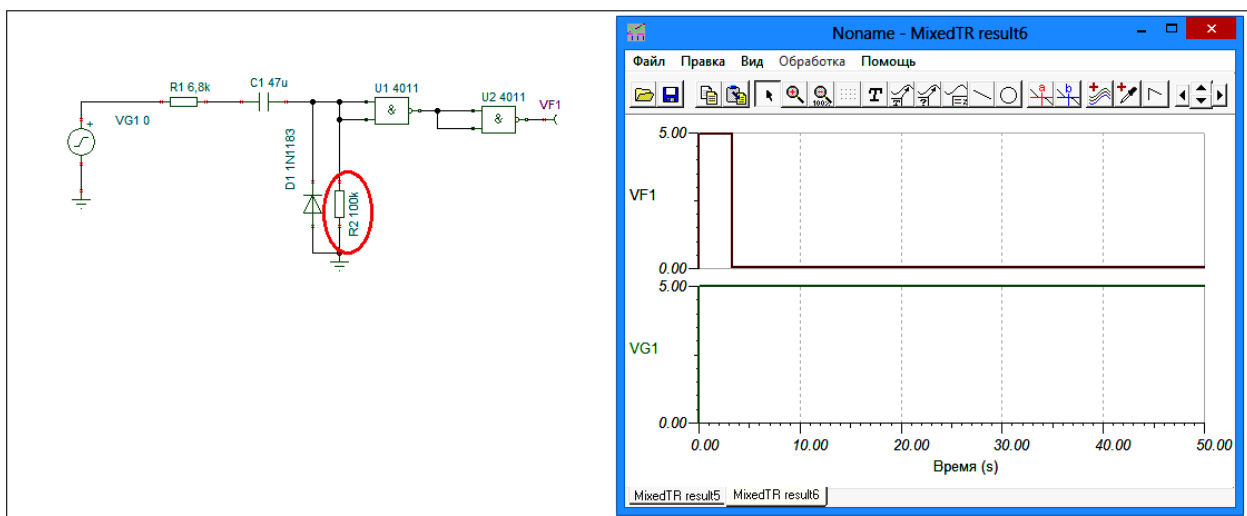 R1 6,8k
C1 47u
U1 4011
U2 4011
VF1
VG1 0
+
&
&
D1 1N1183
R2 100k
Noname - MixedTR result6
Файл Правка Вид Обработка Помощь
100%
T
a
b
5.00
VF1
0.00
5.00
VG1
0.00
0.00 10.00 20.00 30.00 40.00 50.00
Время (s)
MixedTR result5 MixedTR result6